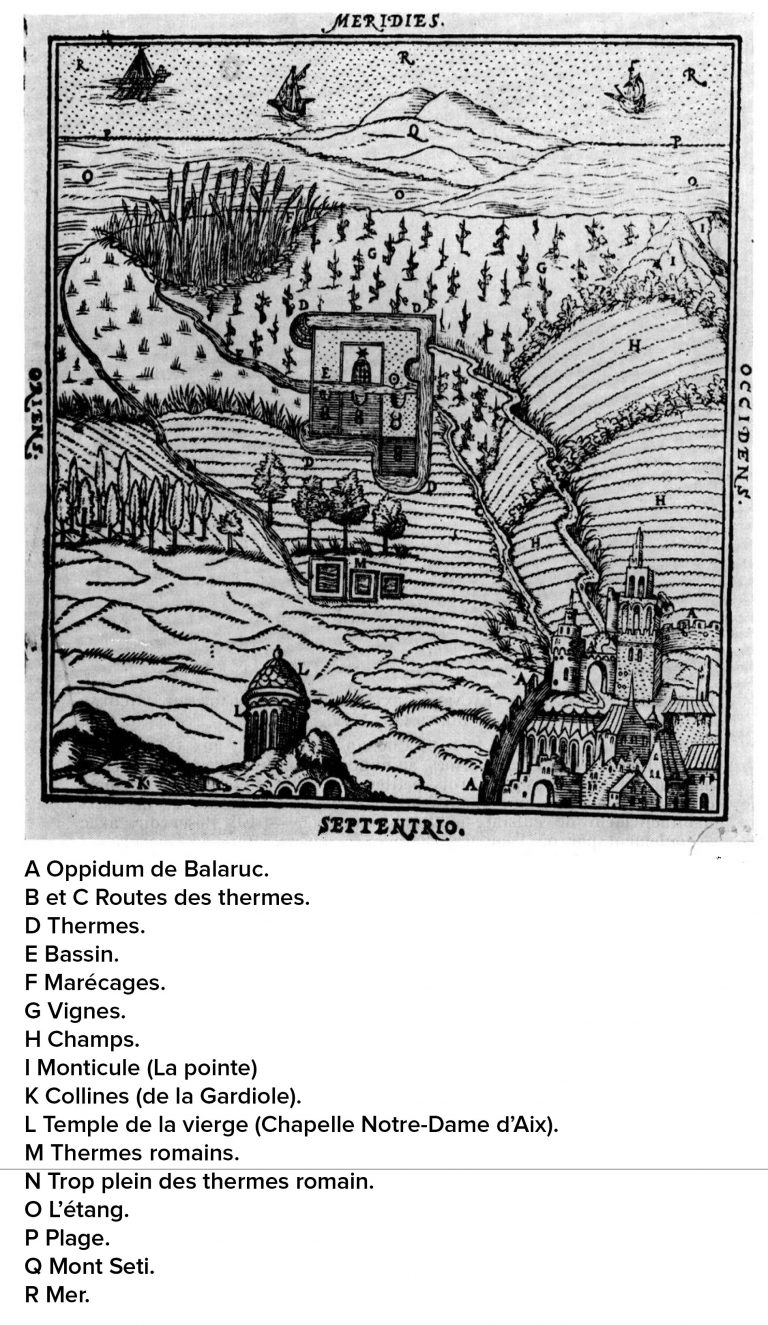 MERIDIES.
R R R
Q
P P
O O O
F
I
G G I
D D
H
ORIENS.
OCCIDENS.
E O
D
D
H
I H
M
A
L A
L
K A
SEPTENTRIO.
A Oppidum de Balaruc.
B et C Routes des thermes.
D Thermes.
E Bassin.
F Marécages.
G Vignes.
H Champs.
I Monticule (La pointe)
K Collines (de la Gardiole).
L Temple de la vierge (Chapelle Notre-Dame d’Aix).
M Thermes romains.
N Trop plein des thermes romain.
O L’étang.
P Plage.
Q Mont Seti.
R Mer.